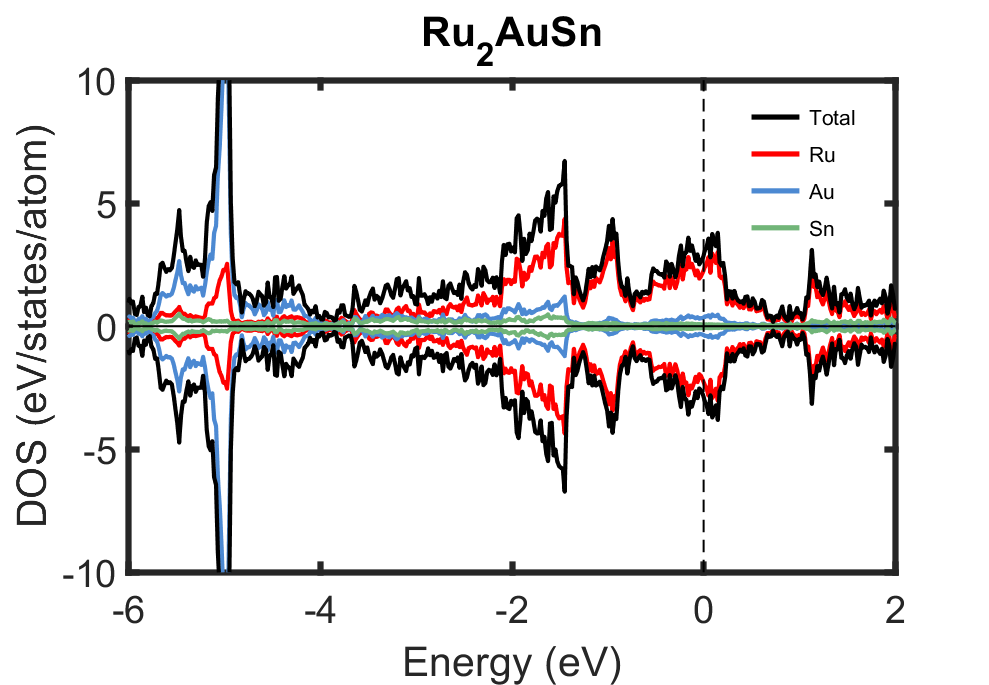 Ru2AuSn
10
5
0
-5
-10
DOS (eV/states/atom)
Total
Ru
Au
Sn
-6
-4
-2
0
2
Energy (eV)